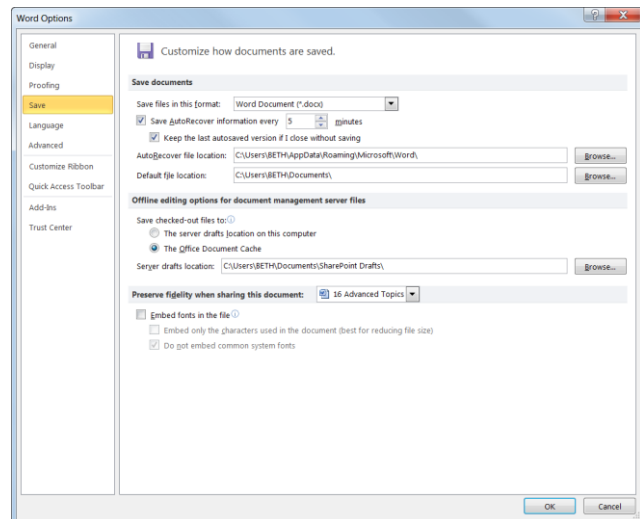 Word Options
General
Display
Proofing
Save
Language
Advanced
Customize Ribbon
Quick Access Toolbar
Add-Ins
Trust Center
Customize how documents are saved.
Save documents
Save files in this format: Word Document (*.docx)
Save AutoRecover information every 5 minutes
Keep the last autosaved version if I close without saving
AutoRecover file location: C:\Users\BETH\AppData\Roaming\Microsoft\Word\ Browse...
Default file location: C:\Users\BETH\Documents\ Browse...
Offline editing options for document management server files
Save checked-out files to:
The server drafts location on this computer
The Office Document Cache
Server drafts location: C:\Users\BETH\Documents\SharePoint Drafts\ Browse...
Preserve fidelity when sharing this document: 16 Advanced Topics
Embed fonts in the file
Embed only the characters used in the document (best for reducing file size)
Do not embed common system fonts
OK Cancel